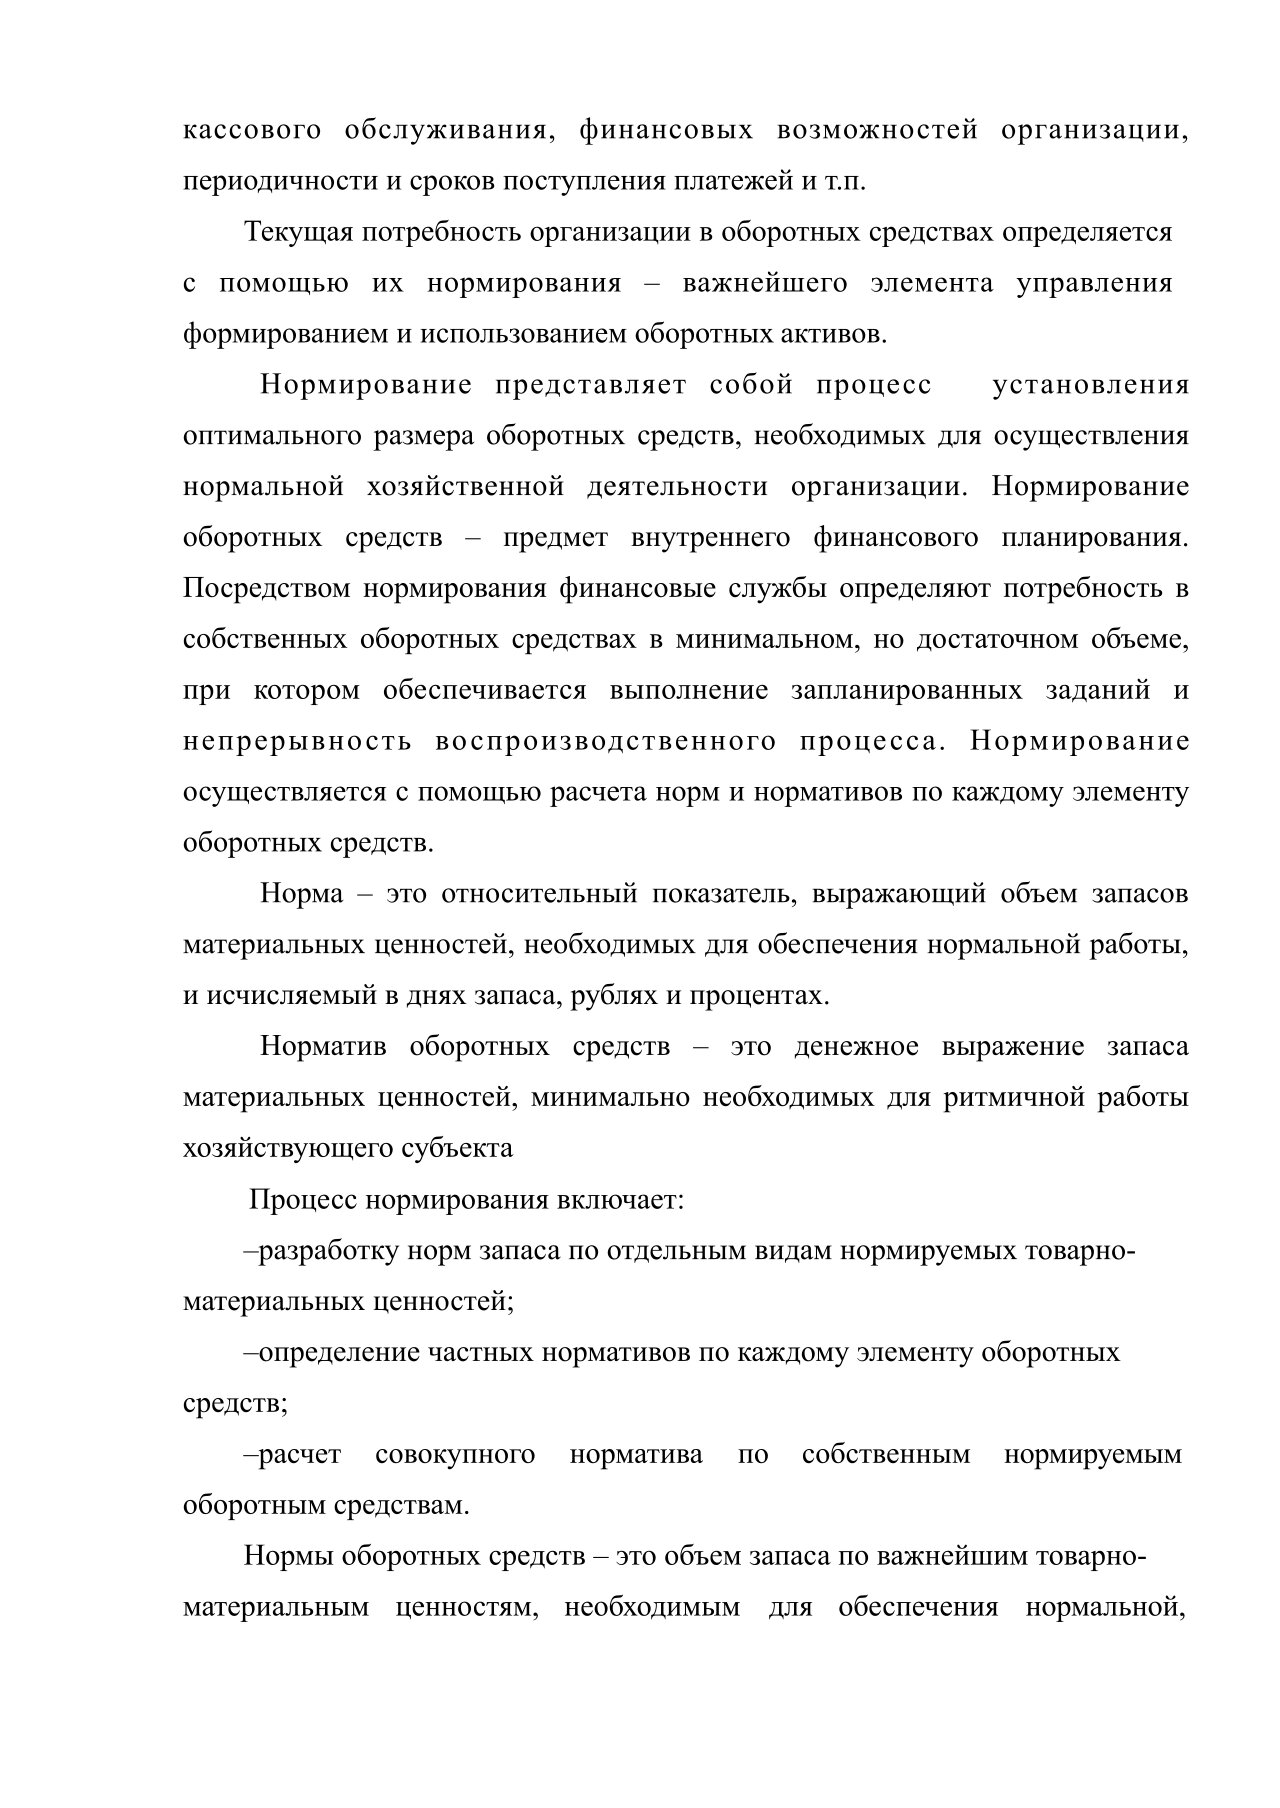 кассового обслуживания, финансовых возможностей организации,
периодичности и сроков поступления платежей и т.п.
Текущая потребность организации в оборотных средствах определяется
с помощью их нормирования – важнейшего элемента управления
формированием и использованием оборотных активов.
Нормирование представляет собой процесс установления
оптимального размера оборотных средств, необходимых для осуществления
нормальной хозяйственной деятельности организации. Нормирование
оборотных средств – предмет внутреннего финансового планирования.
Посредством нормирования финансовые службы определяют потребность в
собственных оборотных средствах в минимальном, но достаточном объеме,
при котором обеспечивается выполнение запланированных заданий и
непрерывность воспроизводственного процесса. Нормирование
осуществляется с помощью расчета норм и нормативов по каждому элементу
оборотных средств.
Норма – это относительный показатель, выражающий объем запасов
материальных ценностей, необходимых для обеспечения нормальной работы,
и исчисляемый в днях запаса, рублях и процентах.
Норматив оборотных средств – это денежное выражение запаса
материальных ценностей, минимально необходимых для ритмичной работы
хозяйствующего субъекта
Процесс нормирования включает:
–разработку норм запаса по отдельным видам нормируемых товарно-
материальных ценностей;
–определение частных нормативов по каждому элементу оборотных
средств;
–расчет совокупного норматива по собственным нормируемым
оборотным средствам.
Нормы оборотных средств – это объем запаса по важнейшим товарно-
материальным ценностям, необходимым для обеспечения нормальной,